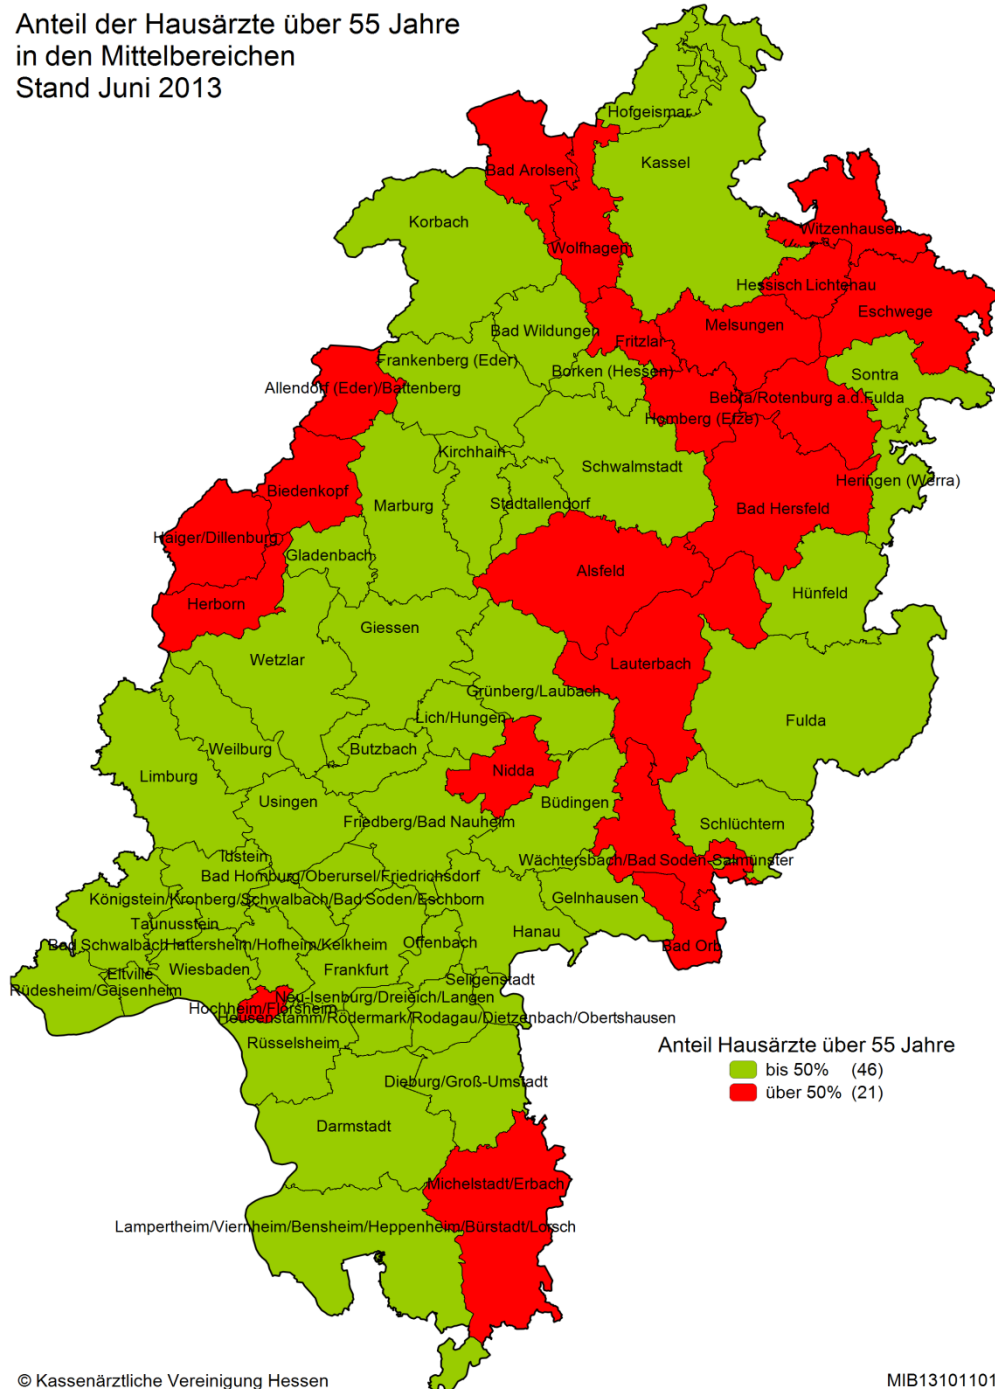 Anteil der Hausärzte über 55 Jahre
in den Mittelbereichen
Stand Juni 2013
Hofgeismar
Kassel
Bad Arolsen
Korbach
Witzenhausen
Wolfhagen
Hessisch Lichtenau
Eschwege
Melsungen
Bad Wildungen
Fritzlar
Frankenberg (Eder)
Borken (Hessen)
Sontra
Allendorf (Eder)/Battenberg
Bebra/Rotenburg a.d.Fulda
Homberg (Efze)
Kirchhain
Schwalmstadt
Heringen (Werra)
Biedenkopf
Marburg
Stadtallendorf
Bad Hersfeld
Haiger/Dillenburg
Gladenbach
Alsfeld
Hünfeld
Herborn
Giessen
Wetzlar
Lauterbach
Grünberg/Laubach
Lich/Hungen
Fulda
Weilburg
Butzbach
Limburg
Nidda
Usingen
Büdingen
Friedberg/Bad Nauheim
Schlüchtern
Idstein
Wächtersbach/Bad Soden-Salmünster
Bad Homburg/Oberursel/Friedrichsdorf
Königstein/Kronberg/Schwalbach/Bad Soden/Eschborn
Gelnhausen
Taunusstein
Hanau
Bad Schwalbach
Hattersheim/Hofheim/Kelkheim
Offenbach
Bad Orb
Eltville
Wiesbaden
Frankfurt
Seligenstadt
Rüdesheim/Geisenheim
Neu-Isenburg/Dreieich/Langen
Hochheim/Flörsheim
Heusenstamm/Rödermark/Rodagau/Dietzenbach/Obertshausen
Rüsselsheim
Anteil Hausärzte über 55 Jahre
bis 50% (46)
über 50% (21)
Dieburg/Groß-Umstadt
Darmstadt
Michelstadt/Erbach
Lampertheim/Viernheim/Bensheim/Heppenheim/Bürstadt/Lorsch
© Kassenärztliche Vereinigung Hessen
MIB13101101